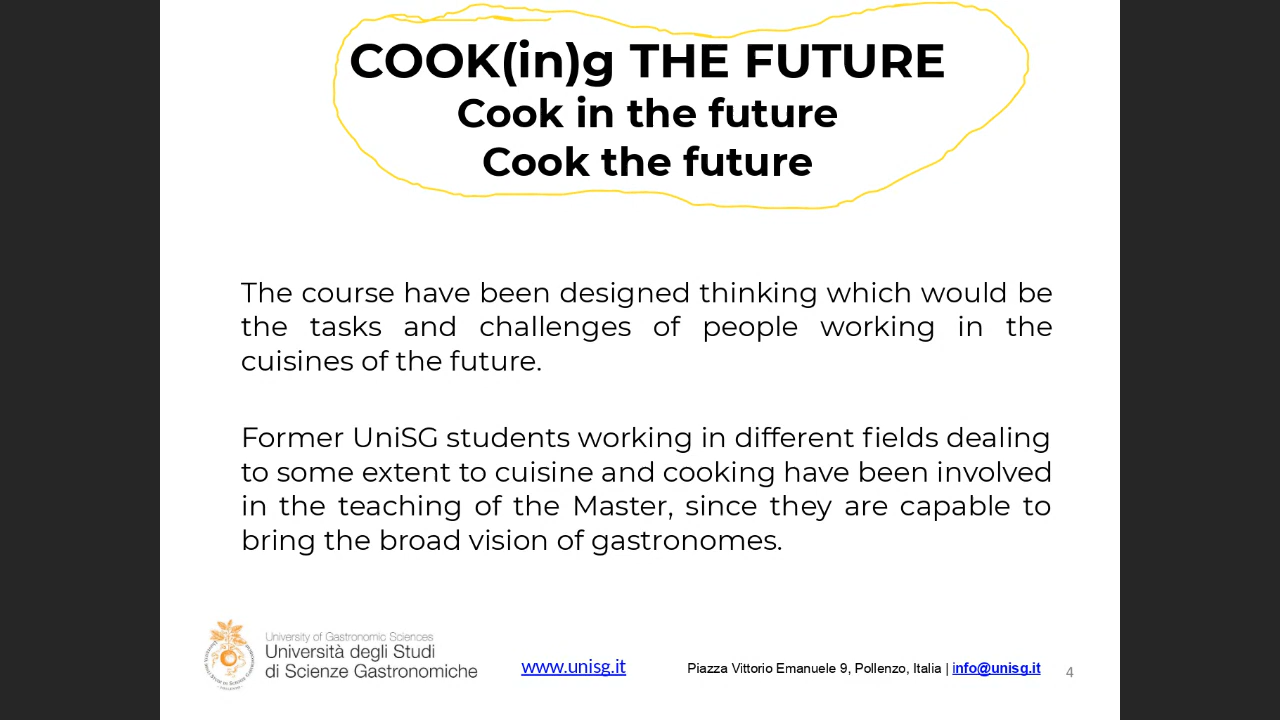 COOK(in)g THE FUTURE
Cook in the future
Cook the future
The course have been designed thinking which would be
the tasks and challenges of people working in the
cuisines of the future.
Former UniSG students working in different fields dealing
to some extent to cuisine and cooking have been involved
in the teaching of the Master, since they are capable to
bring the broad vision of gastronomes.
University of Gastronomic Sciences
Università degli Studi
di Scienze Gastronomiche
www.unisg.it
Piazza Vittorio Emanuele 9, Pollenzo, Italia | info@unisg.it
4